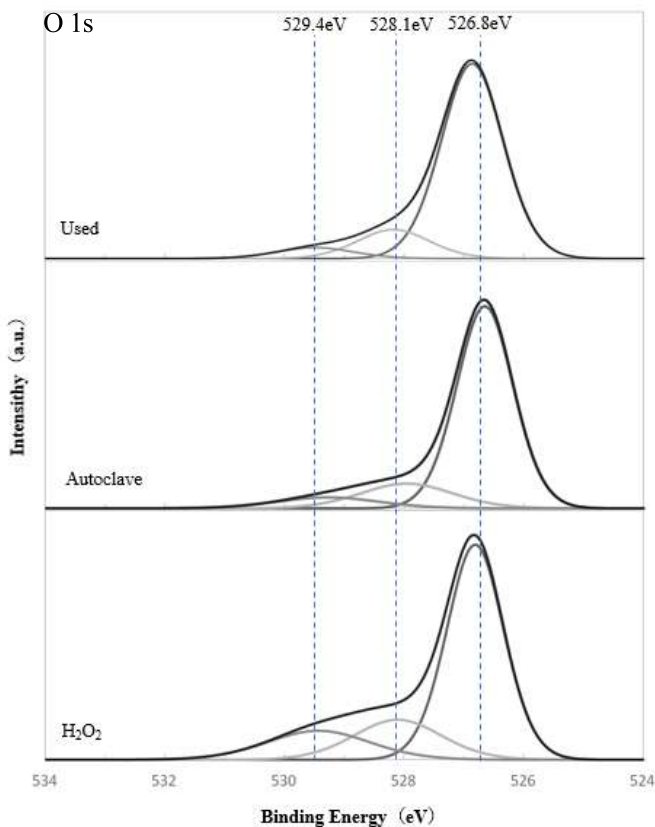 O 1s
529.4eV 528.1eV 526.8eV
Used
Autoclave
H₂O₂
Intensithy (a.u.)
534 532 530 528 526 524
Binding Energy (eV)